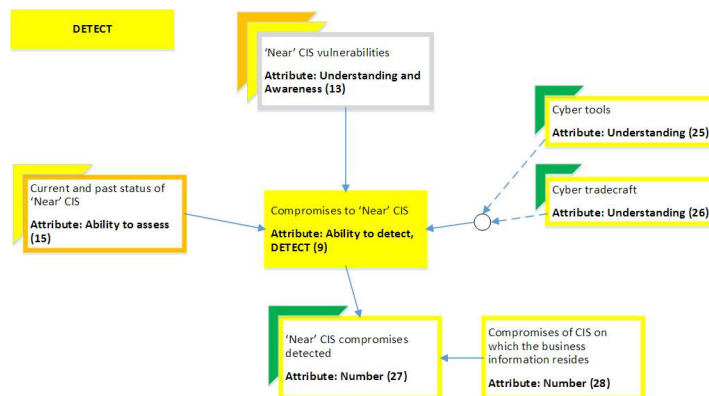 DETECT
‘Near’ CIS vulnerabilities
Attribute: Understanding and
Awareness (13)
Cyber tools
Attribute: Understanding (25)
Cyber tradecraft
Attribute: Understanding (26)
Current and past status of
‘Near’ CIS
Attribute: Ability to assess
(15)
Compromises to ‘Near’ CIS
Attribute: Ability to detect,
DETECT (9)
‘Near’ CIS compromises
detected
Attribute: Number (27)
Compromises of CIS on
which the business
information resides
Attribute: Number (28)